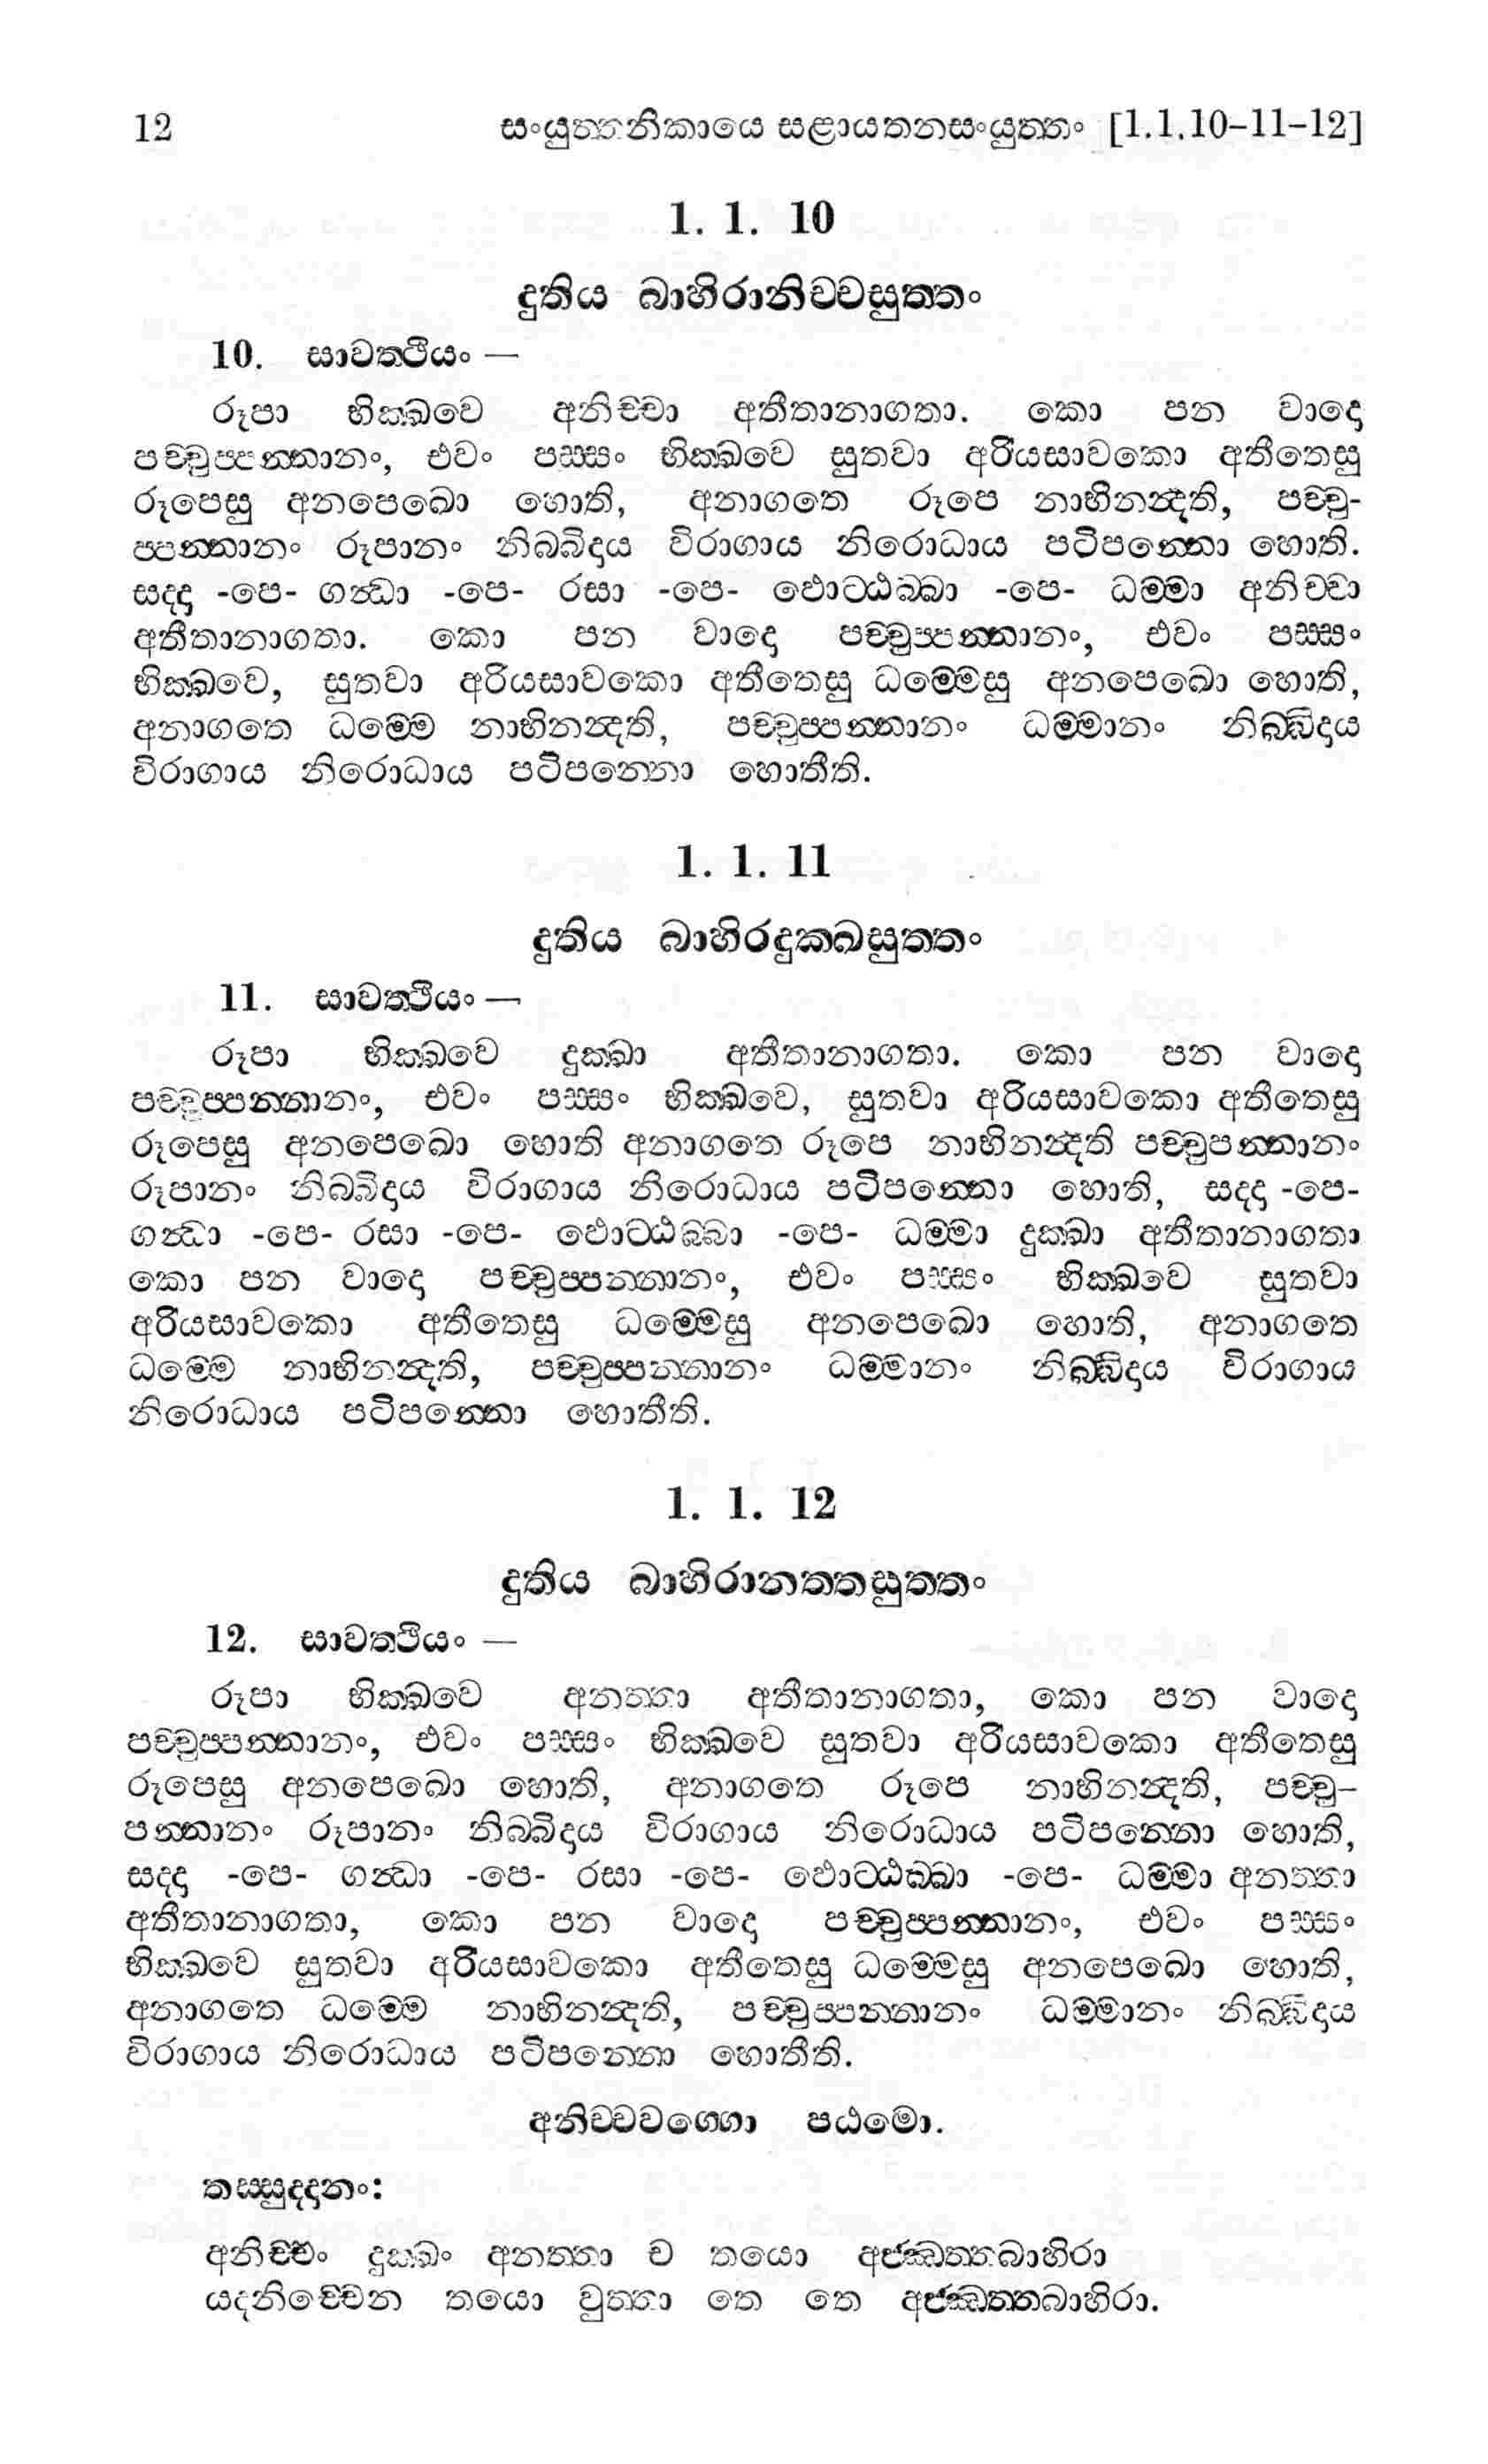 12 සංයුත්තනිකායෙ සළායතනසංයුත්තං [1.1.10-11-12]
1. 1. 10
දුතිය බාහිරානිච්චසුත්තං
10. සාවත්ථියං —
රූපා භික්ඛවෙ අනිච්චා අතීතානාගතා. කො පන වාදො
පච්චුප්පන්නානං, එවං පස්සං භික්ඛවෙ සුතවා අරියසාවකො අතීතෙසු
රූපෙසු අනපෙඛො හොති, අනාගතෙ රූපෙ නාභිනන්දති, පච්චු-
ප්පන්නානං රූපානං නිබ්බිදාය විරාගාය නිරොධාය පටිපන්නො හොති.
සද්දා -පෙ- ගන්ධා -පෙ- රසා -පෙ- ඵොට්ඨබ්බා -පෙ- ධම්මා අනිච්චා
අතීතානාගතා. කො පන වාදො පච්චුප්පන්නානං, එවං පස්සං
භික්ඛවෙ, සුතවා අරියසාවකො අතීතෙසු ධම්මෙසු අනපෙඛො හොති,
අනාගතෙ ධම්මෙ නාභිනන්දති, පච්චුප්පන්නානං ධම්මානං නිබ්බිදාය
විරාගාය නිරොධාය පටිපන්නො හොතීති.
1. 1. 11
දුතිය බාහිරදුක්ඛසුත්තං
11. සාවත්ථියං —
රූපා භික්ඛවෙ දුක්ඛා අතීතානාගතා. කො පන වාදො
පච්චුප්පන්නානං, එවං පස්සං භික්ඛවෙ, සුතවා අරියසාවකො අතීතෙසු
රූපෙසු අනපෙඛො හොති අනාගතෙ රූපෙ නාභිනන්දති පච්චුපන්නානං
රූපානං නිබ්බිදාය විරාගාය නිරොධාය පටිපන්නො හොති, සද්දා -පෙ-
ගන්ධා -පෙ- රසා -පෙ- ඵොට්ඨබ්බා -පෙ- ධම්මා දුක්ඛා අතීතානාගතා
කො පන වාදො පච්චුප්පන්නානං, එවං පස්සං භික්ඛවෙ සුතවා
අරියසාවකො අතීතෙසු ධම්මෙසු අනපෙඛො හොති, අනාගතෙ
ධම්මෙ නාභිනන්දති, පච්චුප්පන්නානං ධම්මානං නිබ්බිදාය විරාගාය
නිරොධාය පටිපන්නො හොතීති.
1. 1. 12
දුතිය බාහිරානත්තසුත්තං
12. සාවත්ථියං —
රූපා භික්ඛවෙ අනත්තා අතීතානාගතා, කො පන වාදො
පච්චුප්පන්නානං, එවං පස්සං භික්ඛවෙ සුතවා අරියසාවකො අතීතෙසු
රූපෙසු අනපෙඛො හොති, අනාගතෙ රූපෙ නාභිනන්දති, පච්චු-
පන්නානං රූපානං නිබ්බිදාය විරාගාය නිරොධාය පටිපන්නො හොති,
සද්දා -පෙ- ගන්ධා -පෙ- රසා -පෙ- ඵොට්ඨබ්බා -පෙ- ධම්මා අනත්තා
අතීතානාගතා, කො පන වාදො පච්චුප්පන්නානං, එවං පස්සං
භික්ඛවෙ සුතවා අරියසාවකො අතීතෙසු ධම්මෙසු අනපෙඛො හොති,
අනාගතෙ ධම්මෙ නාභිනන්දති, පච්චුප්පන්නානං ධම්මානං නිබ්බිදාය
විරාගාය නිරොධාය පටිපන්නො හොතීති.
අනිච්චවග්ගො පඨමො.
තස්සුද්දානං:
අනිච්චං දුක්ඛං අනත්තා ච තයො අජ්ඣත්තබාහිරා
යදනිච්චෙන තයො වුත්තා තෙ තෙ අජ්ඣත්තබාහිරා.